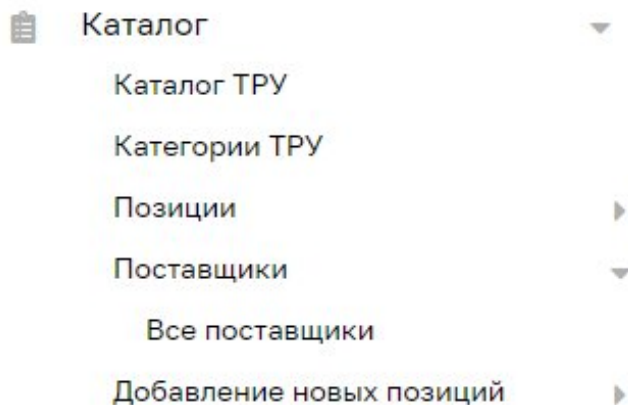 Каталог
Каталог ТРУ
Категории ТРУ
Позиции
Поставщики
Все поставщики
Добавление новых позиций